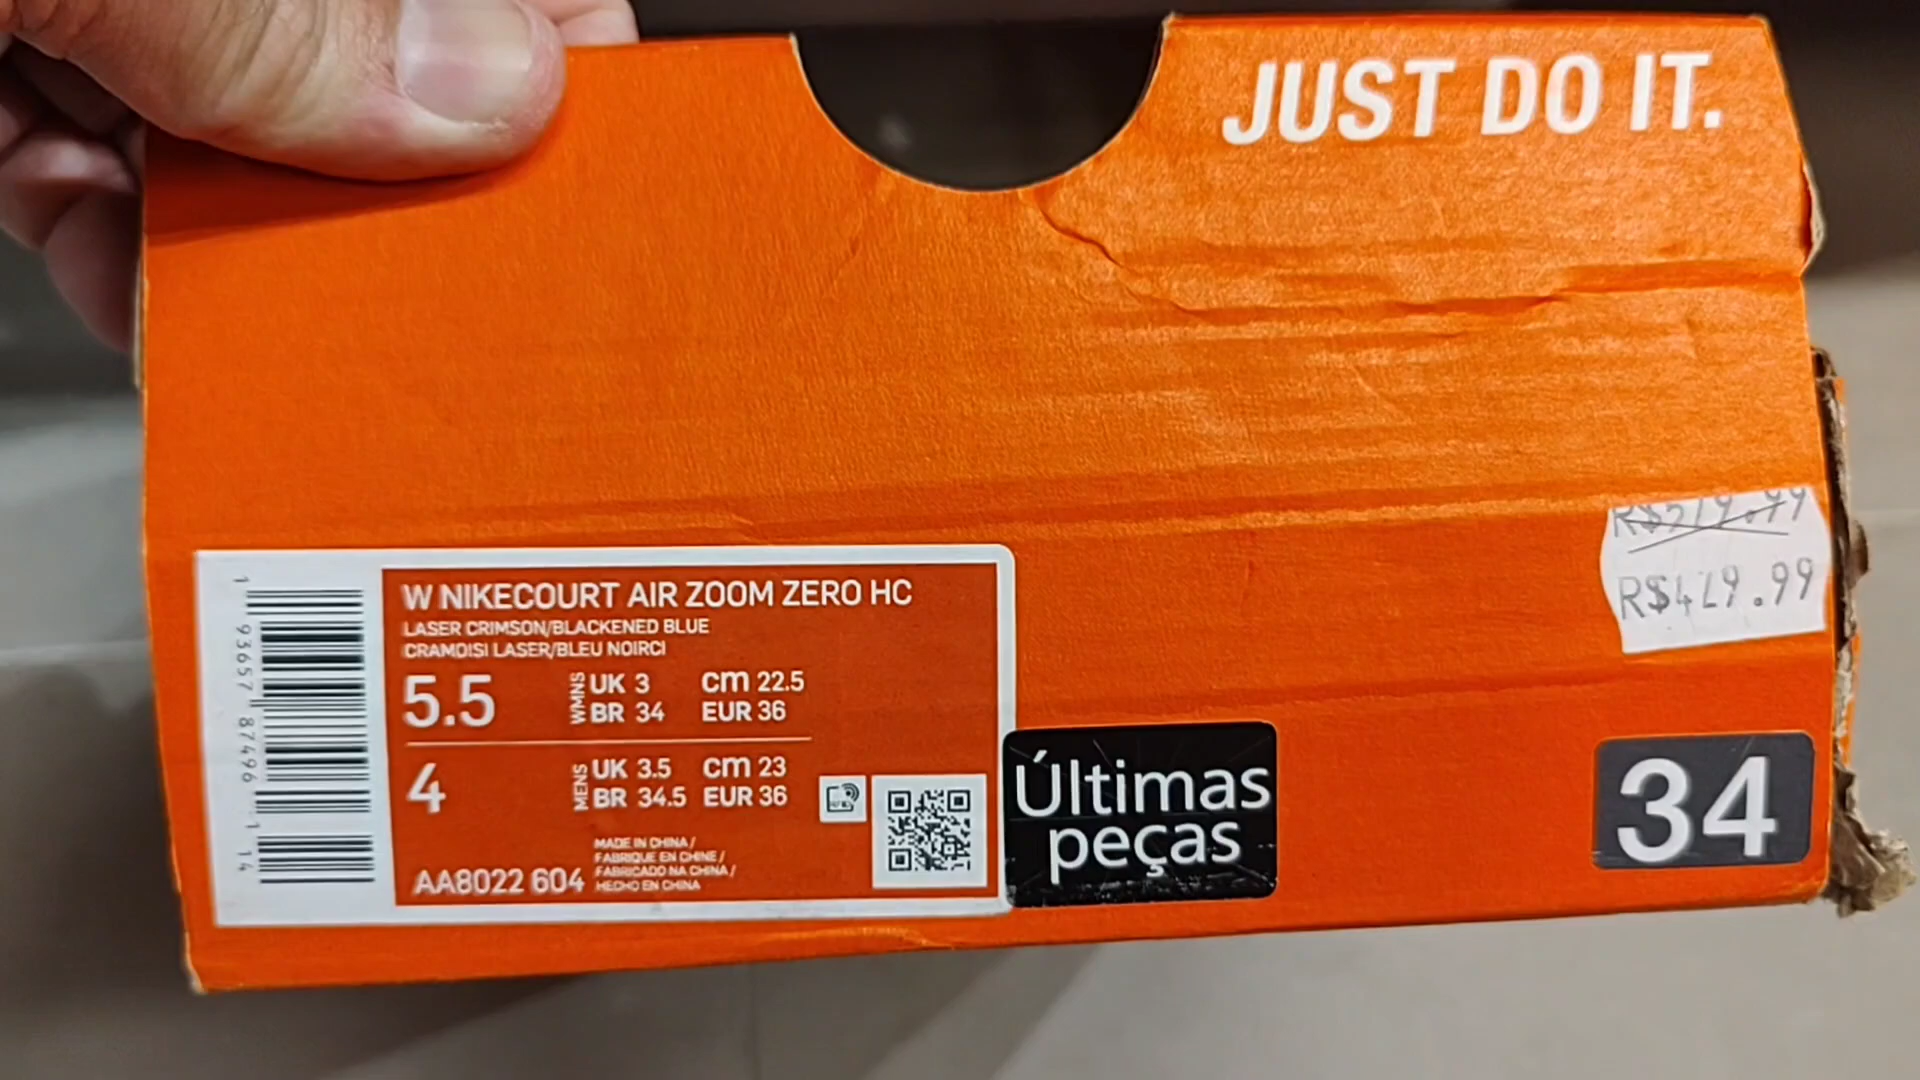 JUST DO IT.
R$429.99
W NIKECOURT AIR ZOOM ZERO HC
LASER CRIMSON/BLACKENED BLUE
CRAMOISI LASER/BLEU NOIRCI
5.5 WMNS UK 3 cm 22.5
BR 34 EUR 36
4 MENS UK 3.5 cm 23
BR 34.5 EUR 36
MADE IN CHINA /
FABRIQUE EN CHINE /
FABRICADO NA CHINA /
HECHO EN CHINA
AA8022 604
1 93657 87496 1 14
Últimas
peças
34